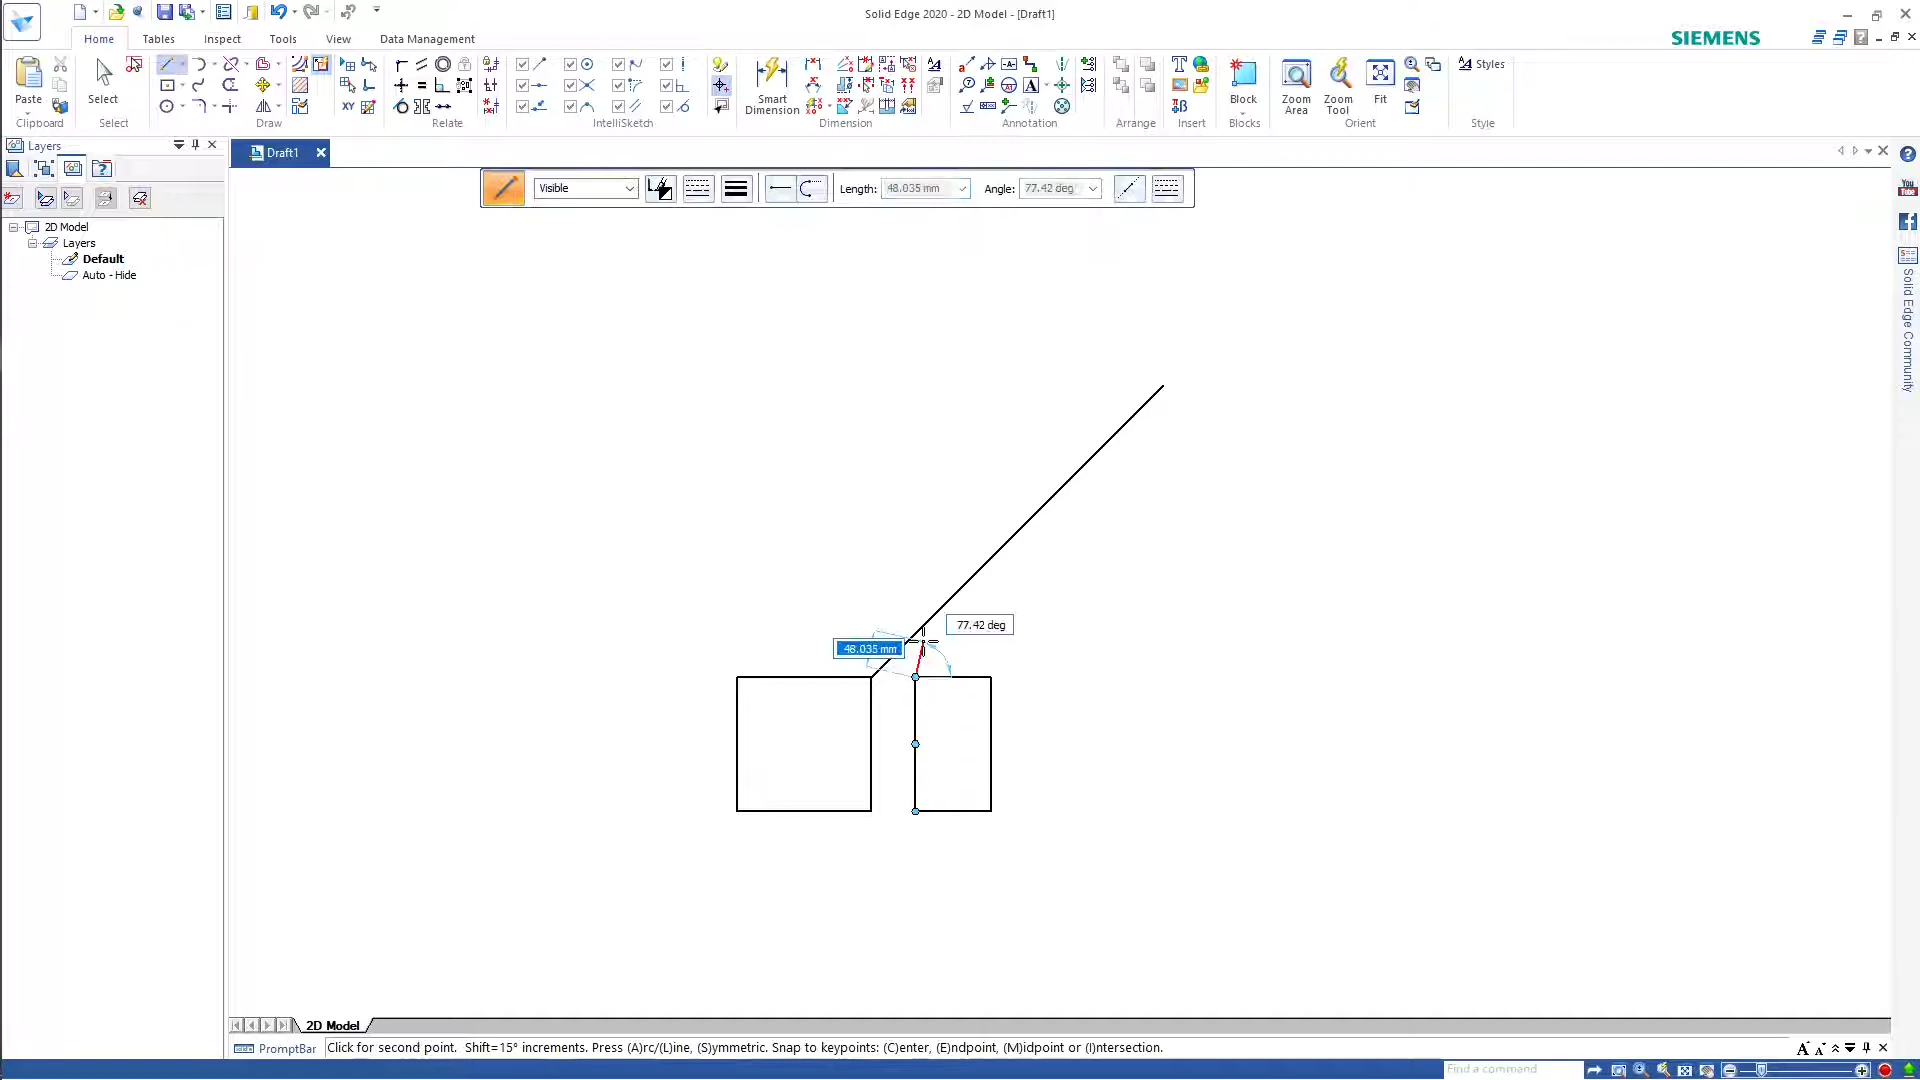 Solid Edge 2020 - 2D Model - [Draft1]
Home
Tables
Inspect
Tools
View
Data Management
SIEMENS
Paste
Select
Smart
Dimension
Block
Zoom
Area
Zoom
Tool
Fit
Styles
Clipboard
Select
Draw
Relate
IntelliSketch
Dimension
Annotation
Arrange
Insert
Blocks
Orient
Style
Layers
Draft1
Visible
Length:
48.035 mm
Angle:
77.42 deg
2D Model
Layers
Default
Auto - Hide
You
Tube
Solid Edge Community
77.42 deg
48.035 mm
2D Model
PromptBar
Click for second point. Shift=15° increments. Press (A)rc/(L)ine, (S)ymmetric. Snap to keypoints: (C)enter, (E)ndpoint, (M)idpoint or (I)ntersection.
Find a command